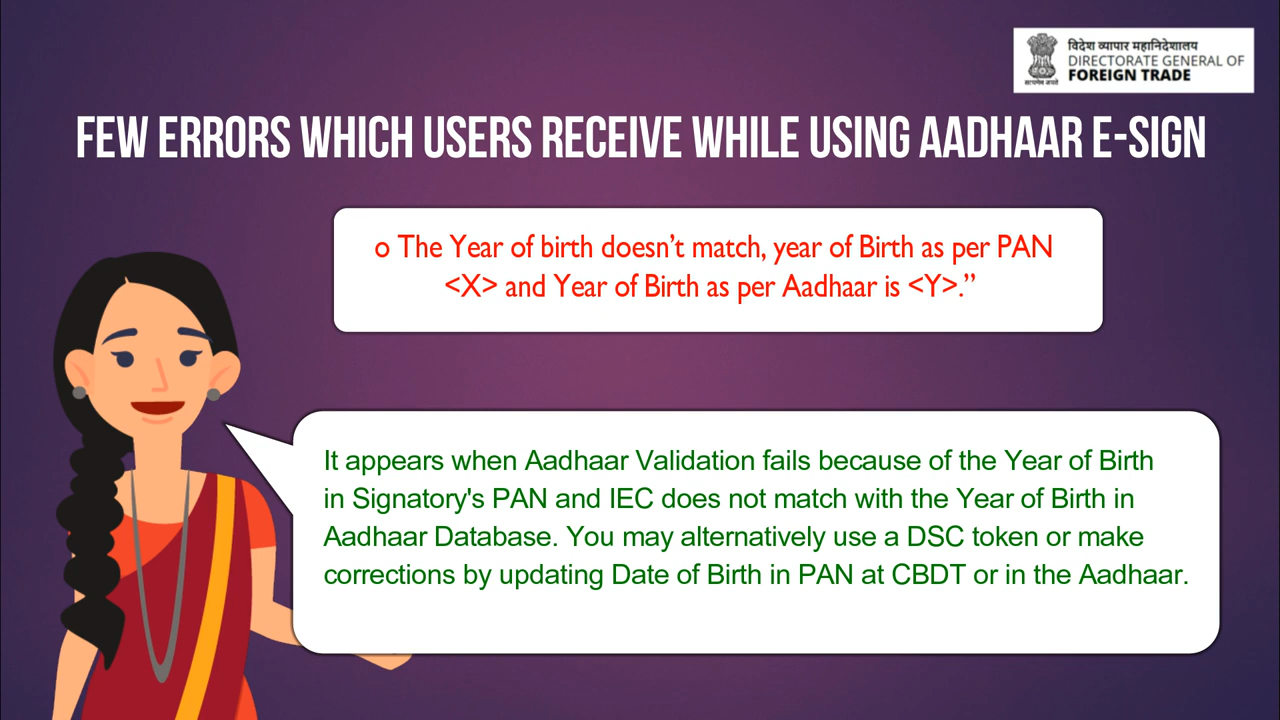 विदेश व्यापार महानिदेशालय
DIRECTORATE GENERAL OF
FOREIGN TRADE
सत्यमेव जयते
FEW ERRORS WHICH USERS RECEIVE WHILE USING AADHAAR E-SIGN
o The Year of birth doesn’t match, year of Birth as per PAN
<X> and Year of Birth as per Aadhaar is <Y>.”
It appears when Aadhaar Validation fails because of the Year of Birth
in Signatory's PAN and IEC does not match with the Year of Birth in
Aadhaar Database. You may alternatively use a DSC token or make
corrections by updating Date of Birth in PAN at CBDT or in the Aadhaar.